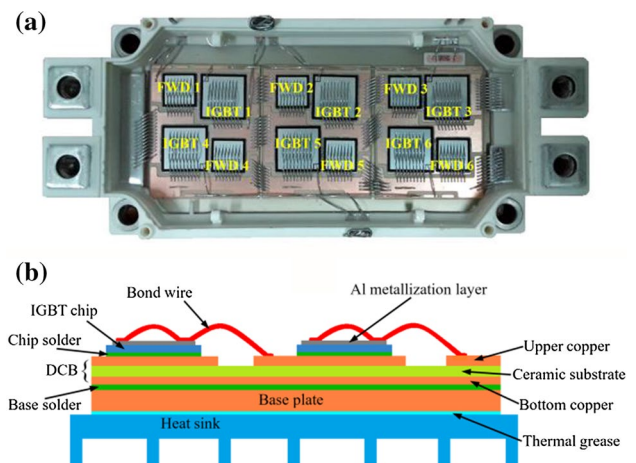 (a)
FWD 1
IGBT 1
FWD 2
IGBT 2
FWD 3
IGBT 3
IGBT 4
FWD 4
IGBT 5
FWD 5
IGBT 6
FWD 6
(b)
Bond wire
Al metallization layer
IGBT chip
Chip solder
DCB
Base solder
Upper copper
Ceramic substrate
Bottom copper
Base plate
Heat sink
Thermal grease